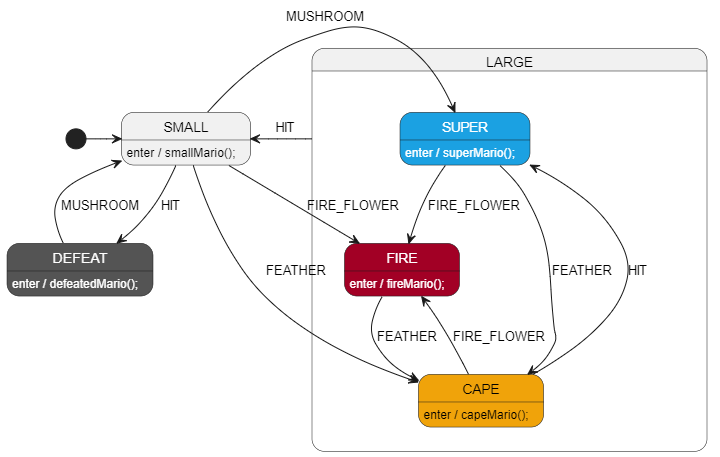 MUSHROOM
LARGE
SMALL
enter / smallMario();
HIT
SUPER
enter / superMario();
MUSHROOM
HIT
FIRE_FLOWER
FIRE_FLOWER
DEFEAT
enter / defeatedMario();
FEATHER
FIRE
enter / fireMario();
FEATHER
HIT
FEATHER
FIRE_FLOWER
CAPE
enter / capeMario();